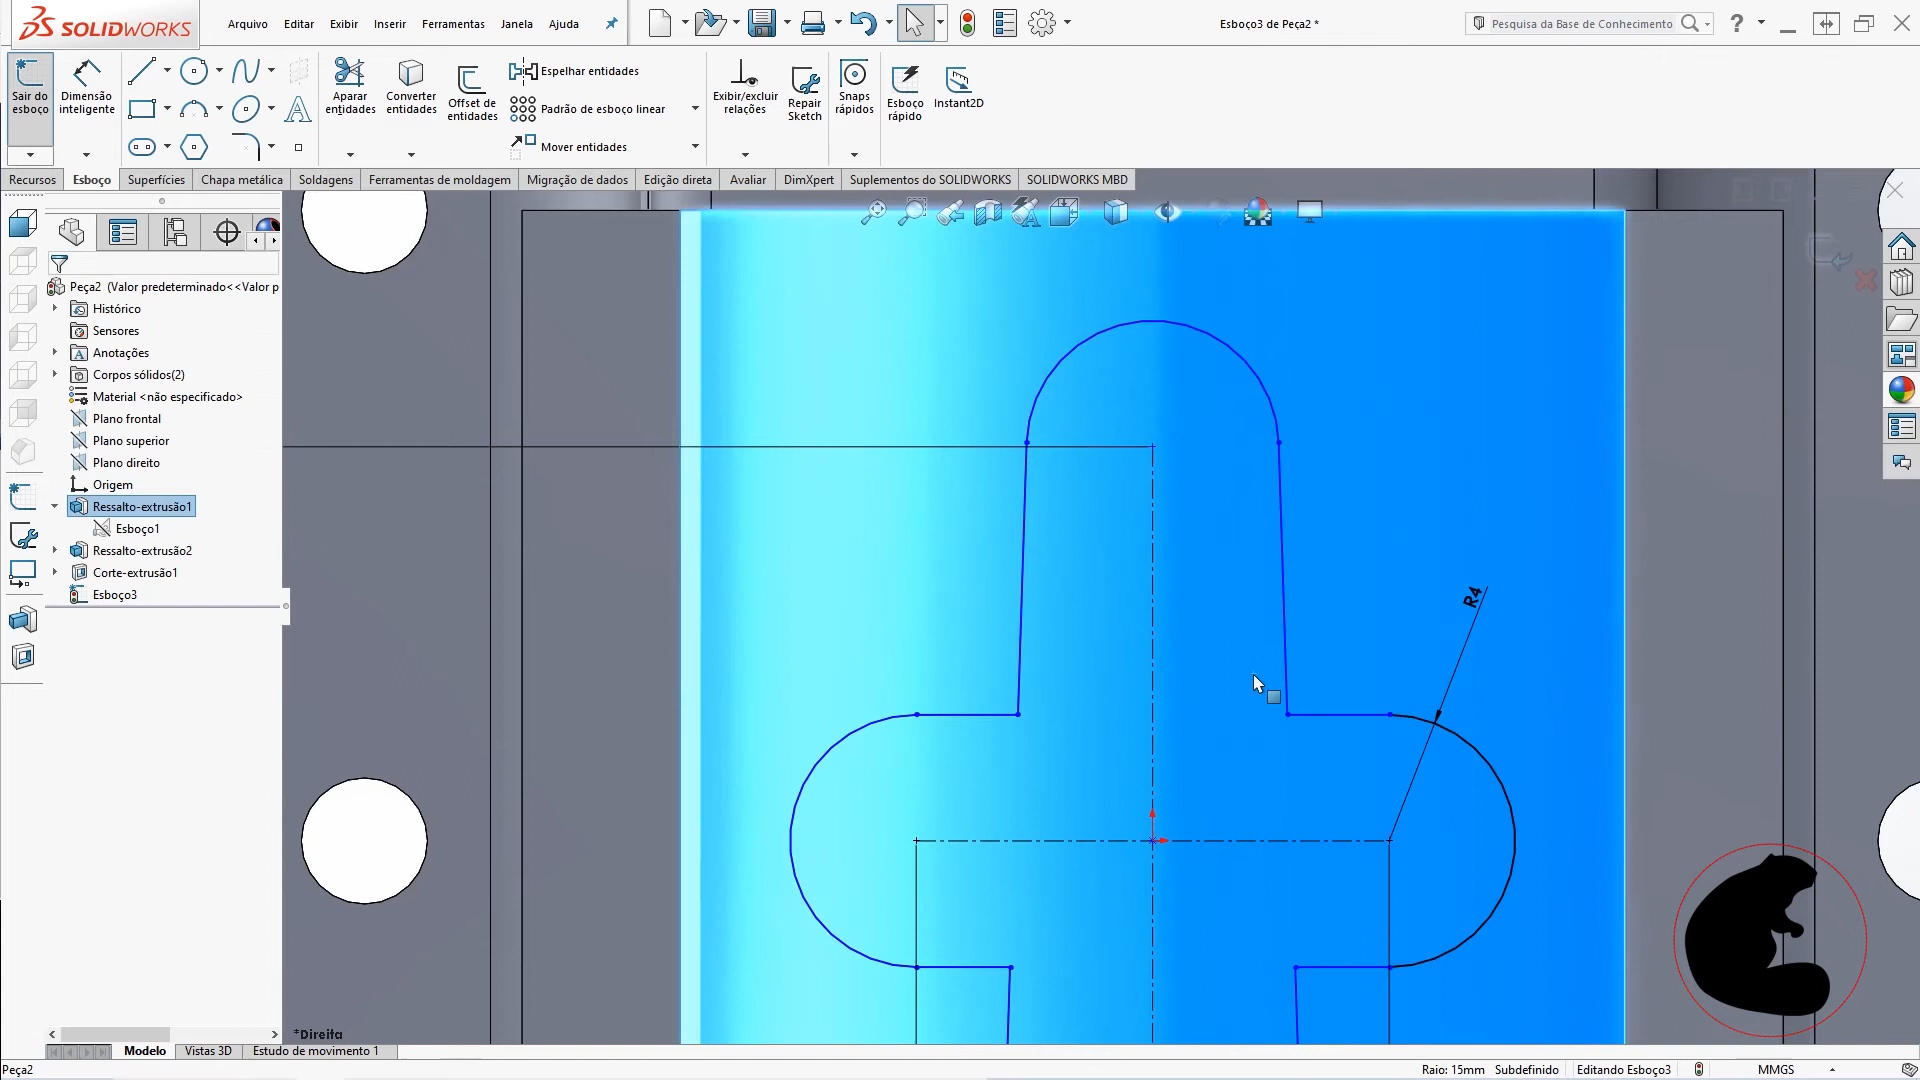 SOLIDWORKS
Arquivo Editar Exibir Inserir Ferramentas Janela Ajuda
Esboço3 de Peça2 *
Pesquisa da Base de Conhecimento
Sair do esboço
Dimensão inteligente
Aparar entidades
Converter entidades
Offset de entidades
Espelhar entidades
Padrão de esboço linear
Mover entidades
Exibir/excluir relações
Repair Sketch
Snaps rápidos
Esboço rápido
Instant2D
Recursos Esboço Superfícies Chapa metálica Soldagens Ferramentas de moldagem Migração de dados Edição direta Avaliar DimXpert Suplementos do SOLIDWORKS SOLIDWORKS MBD
Peça2 (Valor predeterminado<<Valor p
Histórico
Sensores
Anotações
Corpos sólidos(2)
Material <não especificado>
Plano frontal
Plano superior
Plano direito
Origem
Ressalto-extrusão1
Esboço1
Ressalto-extrusão2
Corte-extrusão1
Esboço3
R4
*Direita
Modelo Vistas 3D Estudo de movimento 1
Peça2 Raio: 15mm Subdefinido Editando Esboço3 MMGS